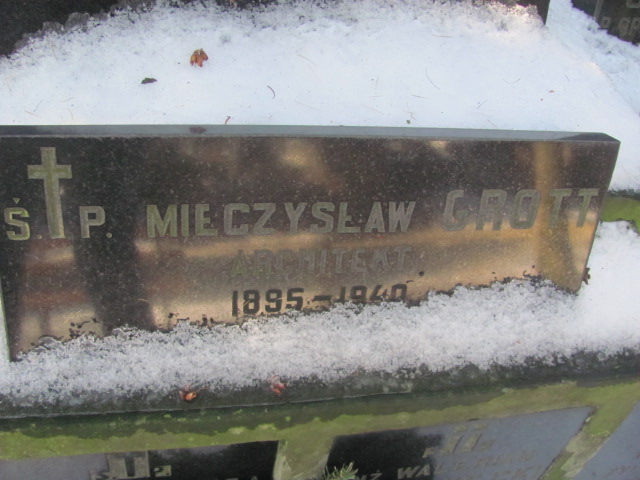 Ś. P. MIECZYSŁAW GROTT
ARCHITEKT
1895-1940